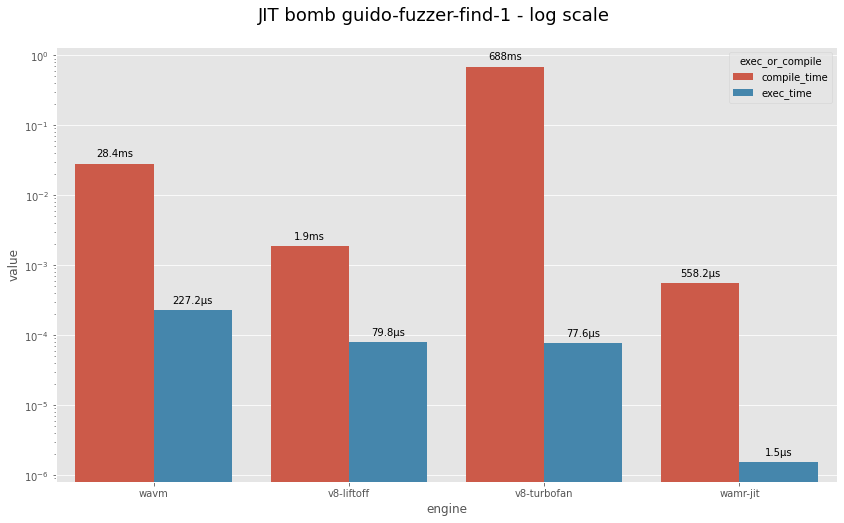 JIT bomb guido-fuzzer-find-1 - log scale
exec_or_compile
compile_time
exec_time
688ms
28.4ms
1.9ms
558.2µs
227.2µs
79.8µs
77.6µs
1.5µs
value
10⁰
10⁻¹
10⁻²
10⁻³
10⁻⁴
10⁻⁵
10⁻⁶
wavm
v8-liftoff
v8-turbofan
wamr-jit
engine